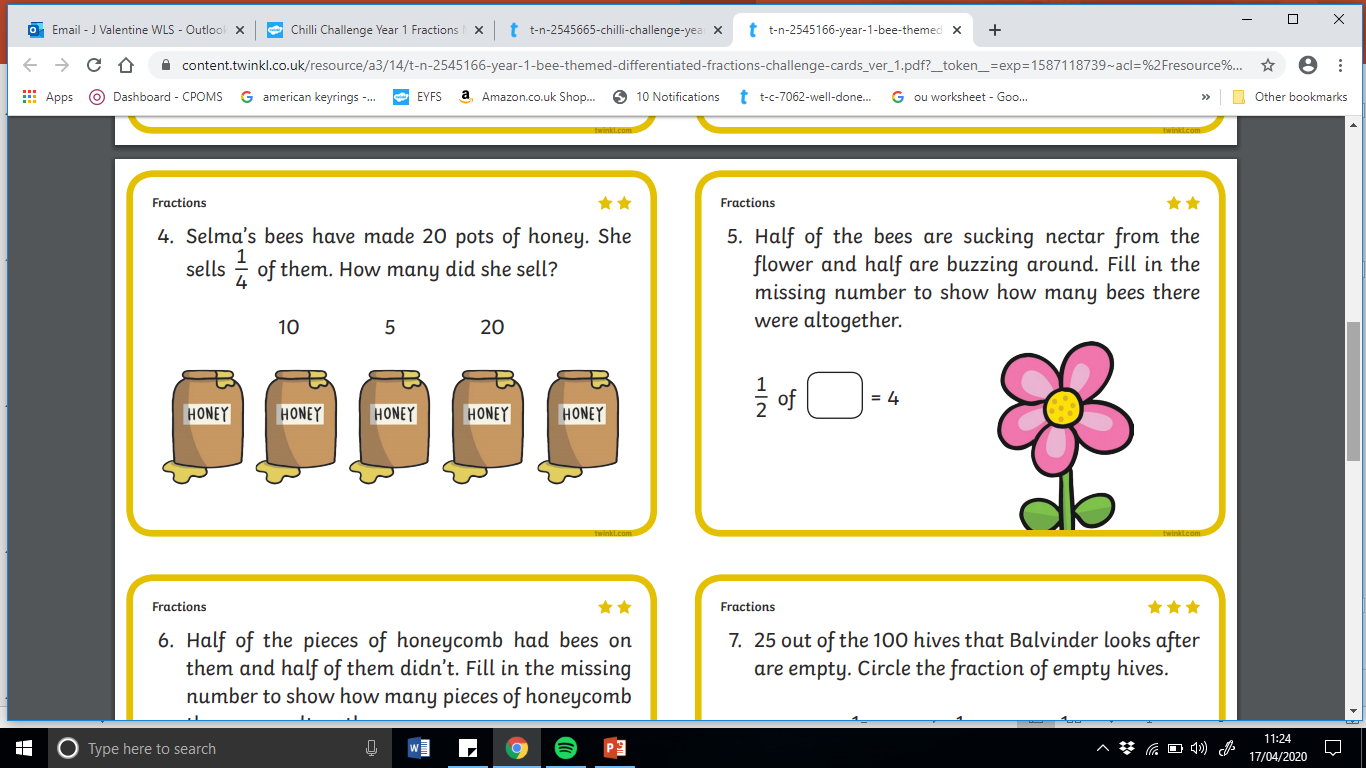 Email - J Valentine WLS - Outloo
Chilli Challenge Year 1 Fractions
t-n-2545665-chilli-challenge-yea
t-n-2545166-year-1-bee-themed
content.twinkl.co.uk/resource/a3/14/t-n-2545166-year-1-bee-themed-differentiated-fractions-challenge-cards_ver_1.pdf?__token__=exp=1587118739~acl=%2Fresource%...
Apps
Dashboard - CPOMS
american keyrings -...
EYFS
Amazon.co.uk Shop...
10 Notifications
t-c-7062-well-done...
ou worksheet - Goo...
»
Other bookmarks
twinkl.com
twinkl.com
Fractions
4. Selma's bees have made 20 pots of honey. She
sells 1/4 of them. How many did she sell?
10 5 20
HONEY HONEY HONEY HONEY HONEY
twinkl.com
Fractions
5. Half of the bees are sucking nectar from the
flower and half are buzzing around. Fill in the
missing number to show how many bees there
were altogether.
1/2 of = 4
twinkl.com
Fractions
6. Half of the pieces of honeycomb had bees on
them and half of them didn't. Fill in the missing
number to show how many pieces of honeycomb
Fractions
7. 25 out of the 100 hives that Balvinder looks after
are empty. Circle the fraction of empty hives.
Type here to search
11:24
17/04/2020